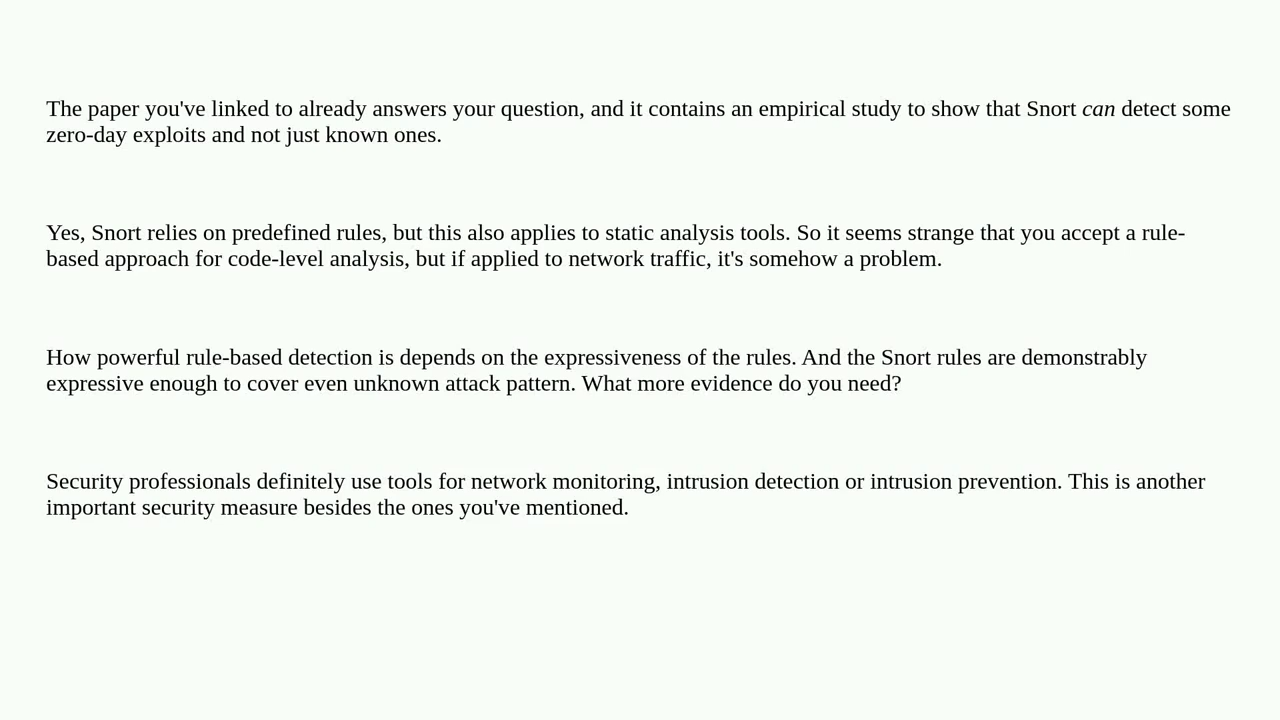 The paper you've linked to already answers your question, and it contains an empirical study to show that Snort can detect some
zero-day exploits and not just known ones.
Yes, Snort relies on predefined rules, but this also applies to static analysis tools. So it seems strange that you accept a rule-
based approach for code-level analysis, but if applied to network traffic, it's somehow a problem.
How powerful rule-based detection is depends on the expressiveness of the rules. And the Snort rules are demonstrably
expressive enough to cover even unknown attack pattern. What more evidence do you need?
Security professionals definitely use tools for network monitoring, intrusion detection or intrusion prevention. This is another
important security measure besides the ones you've mentioned.